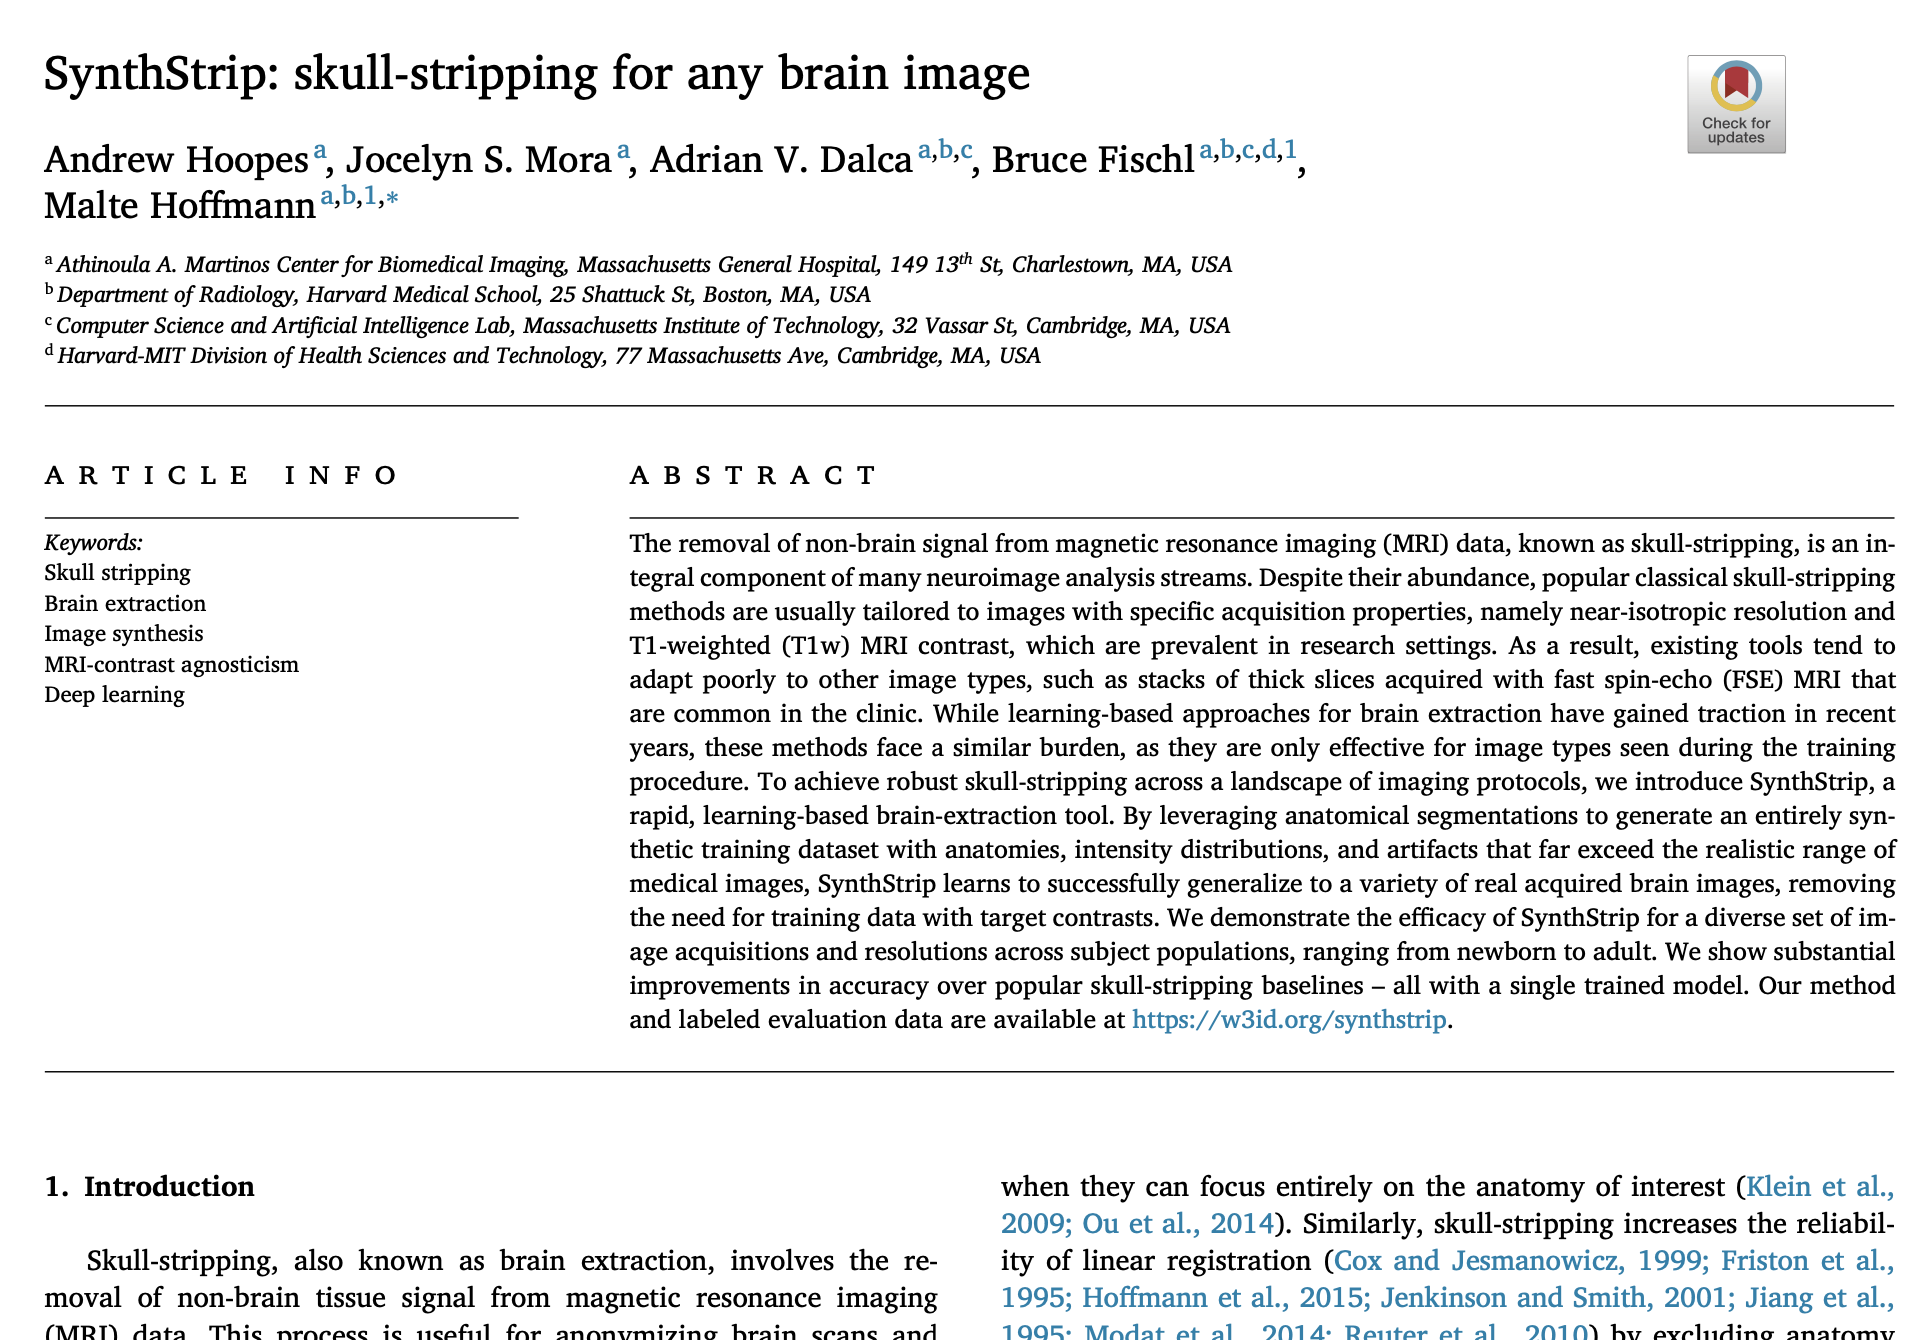 SynthStrip: skull-stripping for any brain image
Check for
updates
Andrew Hoopes a, Jocelyn S. Mora a, Adrian V. Dalca a,b,c, Bruce Fischl a,b,c,d,1,
Malte Hoffmann a,b,1,*
a Athinoula A. Martinos Center for Biomedical Imaging, Massachusetts General Hospital, 149 13th St, Charlestown, MA, USA
b Department of Radiology, Harvard Medical School, 25 Shattuck St, Boston, MA, USA
c Computer Science and Artificial Intelligence Lab, Massachusetts Institute of Technology, 32 Vassar St, Cambridge, MA, USA
d Harvard-MIT Division of Health Sciences and Technology, 77 Massachusetts Ave, Cambridge, MA, USA
ARTICLE INFO
Keywords:
Skull stripping
Brain extraction
Image synthesis
MRI-contrast agnosticism
Deep learning
ABSTRACT
The removal of non-brain signal from magnetic resonance imaging (MRI) data, known as skull-stripping, is an in-
tegral component of many neuroimage analysis streams. Despite their abundance, popular classical skull-stripping
methods are usually tailored to images with specific acquisition properties, namely near-isotropic resolution and
T1-weighted (T1w) MRI contrast, which are prevalent in research settings. As a result, existing tools tend to
adapt poorly to other image types, such as stacks of thick slices acquired with fast spin-echo (FSE) MRI that
are common in the clinic. While learning-based approaches for brain extraction have gained traction in recent
years, these methods face a similar burden, as they are only effective for image types seen during the training
procedure. To achieve robust skull-stripping across a landscape of imaging protocols, we introduce SynthStrip, a
rapid, learning-based brain-extraction tool. By leveraging anatomical segmentations to generate an entirely syn-
thetic training dataset with anatomies, intensity distributions, and artifacts that far exceed the realistic range of
medical images, SynthStrip learns to successfully generalize to a variety of real acquired brain images, removing
the need for training data with target contrasts. We demonstrate the efficacy of SynthStrip for a diverse set of im-
age acquisitions and resolutions across subject populations, ranging from newborn to adult. We show substantial
improvements in accuracy over popular skull-stripping baselines – all with a single trained model. Our method
and labeled evaluation data are available at https://w3id.org/synthstrip.
1. Introduction
Skull-stripping, also known as brain extraction, involves the re-
moval of non-brain tissue signal from magnetic resonance imaging
(MRI) data. This process is useful for anonymizing brain scans and
when they can focus entirely on the anatomy of interest (Klein et al.,
2009; Ou et al., 2014). Similarly, skull-stripping increases the reliabil-
ity of linear registration (Cox and Jesmanowicz, 1999; Friston et al.,
1995; Hoffmann et al., 2015; Jenkinson and Smith, 2001; Jiang et al.,
1995; Modat et al., 2014; Reuter et al., 2010) by excluding anatomy